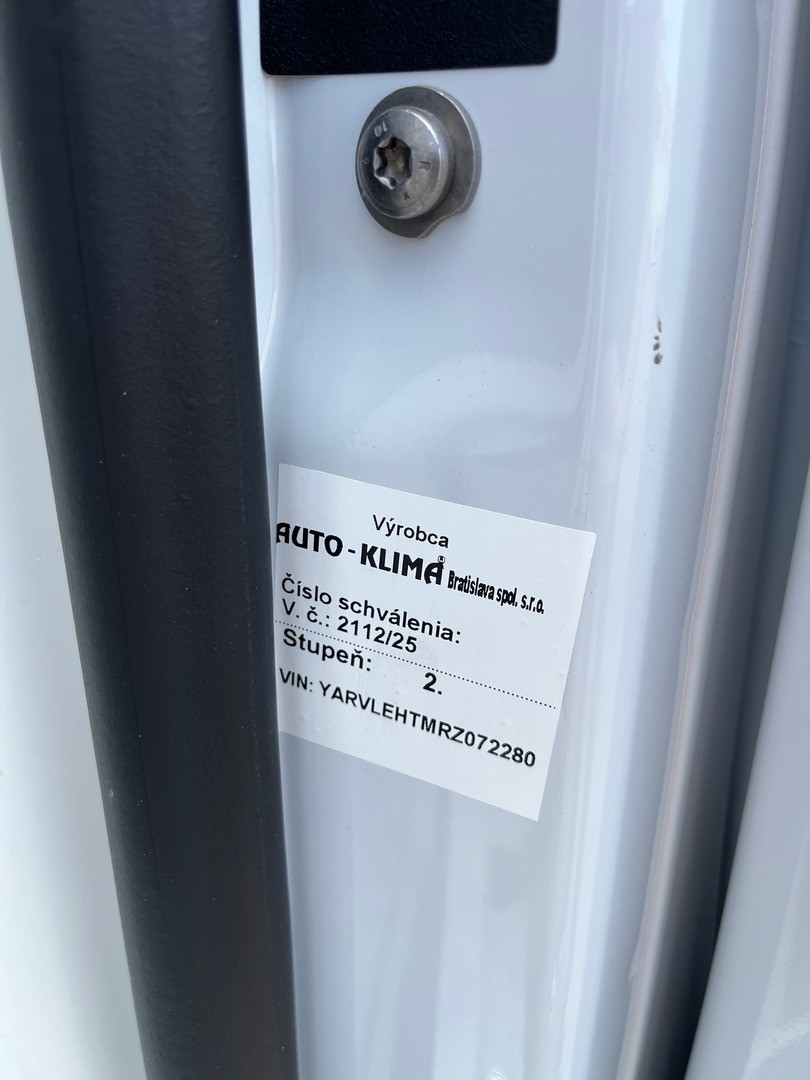 Výrobca
AUTO - KLIMA® Bratislava spol. s.r.o.
Číslo schválenia:
V. č.: 2112/25
Stupeň: 2.
VIN: YARVLEHTMRZ072280